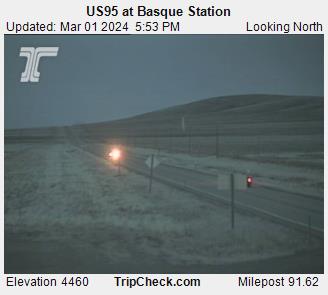 US95 at Basque Station
Updated: Mar 01 2024 5:53 PM Looking North
Elevation 4460 TripCheck.com Milepost 91.62